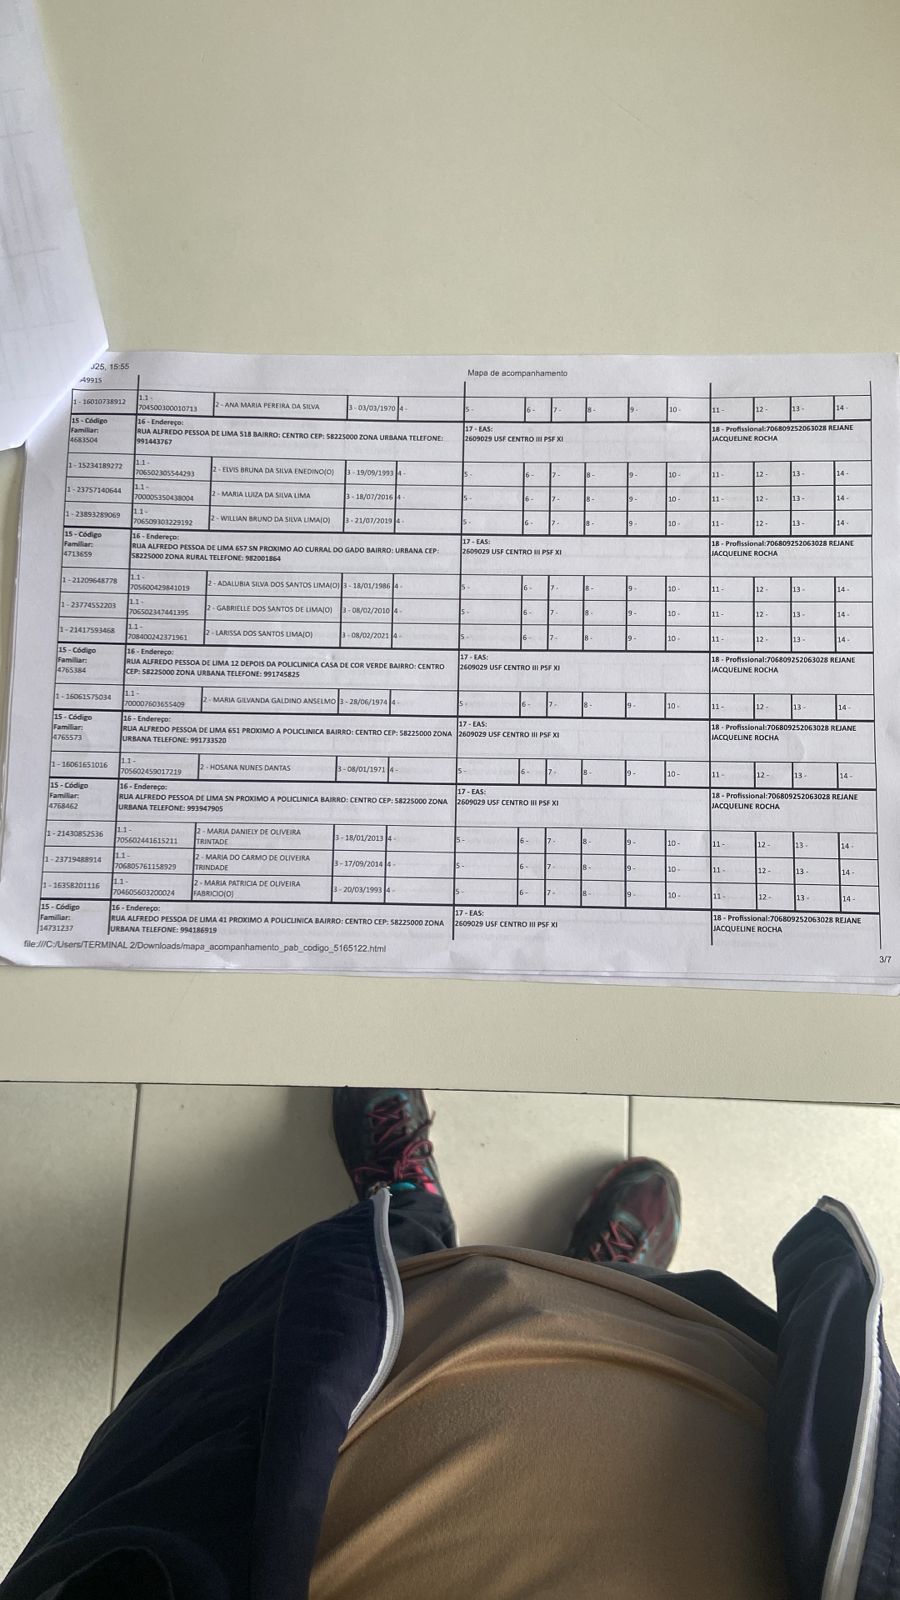 025, 15:55
Mapa de acompanhamento
A9915
1 - 16010738912 1.1 - 704500300010713 2 - ANA MARIA PEREIRA DA SILVA 3 - 03/03/1970 4 - 5 - 6 - 7 - 8 - 9 - 10 - 11 - 12 - 13 - 14 -
15 - Código Familiar: 4683504
16 - Endereço:
RUA ALFREDO PESSOA DE LIMA 518 BAIRRO: CENTRO CEP: 58225000 ZONA URBANA TELEFONE:
991443767
17 - EAS:
2609029 USF CENTRO III PSF XI
18 - Profissional:706809252063028 REJANE
JACQUELINE ROCHA
1 - 15234189272 1.1 - 706502305544293 2 - ELVIS BRUNA DA SILVA ENEDINO(O) 3 - 19/09/1993 4 - 5 - 6 - 7 - 8 - 9 - 10 - 11 - 12 - 13 - 14 -
1 - 23757140644 1.1 - 700005350438004 2 - MARIA LUIZA DA SILVA LIMA 3 - 18/07/2016 4 - 5 - 6 - 7 - 8 - 9 - 10 - 11 - 12 - 13 - 14 -
1 - 23893289069 1.1 - 706509303229192 2 - WILLIAN BRUNO DA SILVA LIMA(O) 3 - 21/07/2019 4 - 5 - 6 - 7 - 8 - 9 - 10 - 11 - 12 - 13 - 14 -
15 - Código Familiar: 4713659
16 - Endereço:
RUA ALFREDO PESSOA DE LIMA 657 SN PROXIMO AO CURRAL DO GADO BAIRRO: URBANA CEP:
58225000 ZONA RURAL TELEFONE: 982001864
17 - EAS:
2609029 USF CENTRO III PSF XI
18 - Profissional:706809252063028 REJANE
JACQUELINE ROCHA
1 - 21209648778 1.1 - 705600429841019 2 - ADALUBIA SILVA DOS SANTOS LIMA(O) 3 - 18/01/1986 4 - 5 - 6 - 7 - 8 - 9 - 10 - 11 - 12 - 13 - 14 -
1 - 23774552203 1.1 - 706502347441395 2 - GABRIELLE DOS SANTOS DE LIMA(O) 3 - 08/02/2010 4 - 5 - 6 - 7 - 8 - 9 - 10 - 11 - 12 - 13 - 14 -
1 - 21417593468 1.1 - 708400242371961 2 - LARISSA DOS SANTOS LIMA(O) 3 - 08/02/2021 4 - 5 - 6 - 7 - 8 - 9 - 10 - 11 - 12 - 13 - 14 -
15 - Código Familiar: 4765384
16 - Endereço:
RUA ALFREDO PESSOA DE LIMA 12 DEPOIS DA POLICLINICA CASA DE COR VERDE BAIRRO: CENTRO
CEP: 58225000 ZONA URBANA TELEFONE: 991745825
17 - EAS:
2609029 USF CENTRO III PSF XI
18 - Profissional:706809252063028 REJANE
JACQUELINE ROCHA
1 - 16061575034 1.1 - 700007603655409 2 - MARIA GILVANDA GALDINO ANSELMO 3 - 28/06/1974 4 - 5 - 6 - 7 - 8 - 9 - 10 - 11 - 12 - 13 - 14 -
15 - Código Familiar: 4765573
16 - Endereço:
RUA ALFREDO PESSOA DE LIMA 651 PROXIMO A POLICLINICA BAIRRO: CENTRO CEP: 58225000 ZONA
URBANA TELEFONE: 991733520
17 - EAS:
2609029 USF CENTRO III PSF XI
18 - Profissional:706809252063028 REJANE
JACQUELINE ROCHA
1 - 16061651016 1.1 - 705602459017219 2 - HOSANA NUNES DANTAS 3 - 08/01/1971 4 - 5 - 6 - 7 - 8 - 9 - 10 - 11 - 12 - 13 - 14 -
15 - Código Familiar: 4768462
16 - Endereço:
RUA ALFREDO PESSOA DE LIMA SN PROXIMO A POLICLINICA BAIRRO: CENTRO CEP: 58225000 ZONA
URBANA TELEFONE: 993947905
17 - EAS:
2609029 USF CENTRO III PSF XI
18 - Profissional:706809252063028 REJANE
JACQUELINE ROCHA
1 - 21430852536 1.1 - 705602441615211 2 - MARIA DANIELY DE OLIVEIRA TRINTADE 3 - 18/01/2013 4 - 5 - 6 - 7 - 8 - 9 - 10 - 11 - 12 - 13 - 14 -
1 - 23719488914 1.1 - 706805761158929 2 - MARIA DO CARMO DE OLIVEIRA TRINDADE 3 - 17/09/2014 4 - 5 - 6 - 7 - 8 - 9 - 10 - 11 - 12 - 13 - 14 -
1 - 16358201116 1.1 - 704605603200024 2 - MARIA PATRICIA DE OLIVEIRA FABRICIO(O) 3 - 20/03/1993 4 - 5 - 6 - 7 - 8 - 9 - 10 - 11 - 12 - 13 - 14 -
15 - Código Familiar: 14731237
16 - Endereço:
RUA ALFREDO PESSOA DE LIMA 41 PROXIMO A POLICLINICA BAIRRO: CENTRO CEP: 58225000 ZONA
URBANA TELEFONE: 994186919
17 - EAS:
2609029 USF CENTRO III PSF XI
18 - Profissional:706809252063028 REJANE
JACQUELINE ROCHA
file:///C:/Users/TERMINAL 2/Downloads/mapa_acompanhamento_pab_codigo_5165122.html
3/7